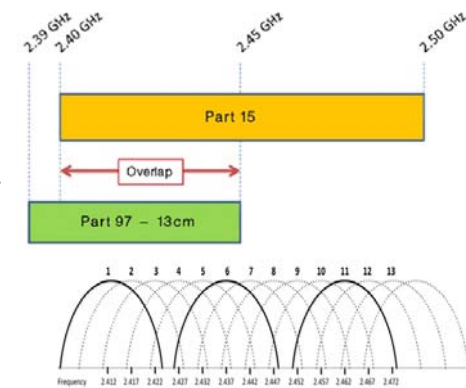 2.39 GHz
2.40 GHz
2.45 GHz
2.50 GHz
Part 15
Overlap
Part 97 – 13cm
1 2 3 4 5 6 7 8 9 10 11 12 13
Frequency 2.412 2.417 2.422 2.427 2.432 2.437 2.442 2.447 2.452 2.457 2.462 2.467 2.472